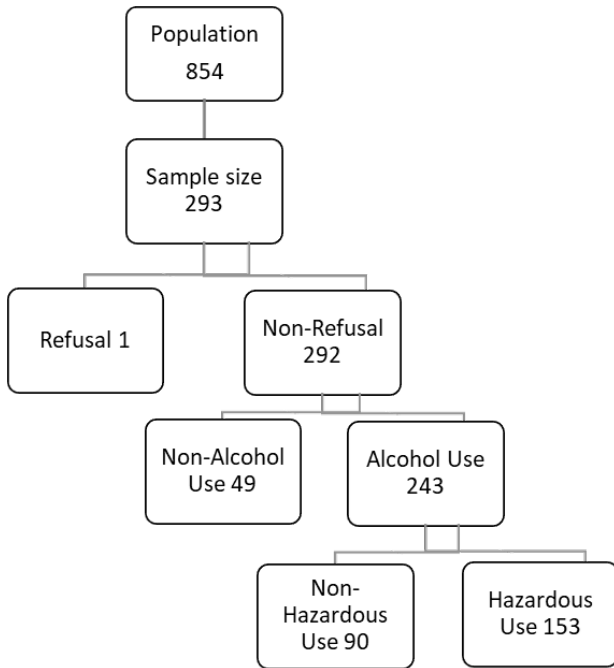 Population
854
Sample size
293
Refusal 1
Non-Refusal
292
Non-Alcohol
Use 49
Alcohol Use
243
Non-
Hazardous
Use 90
Hazardous
Use 153